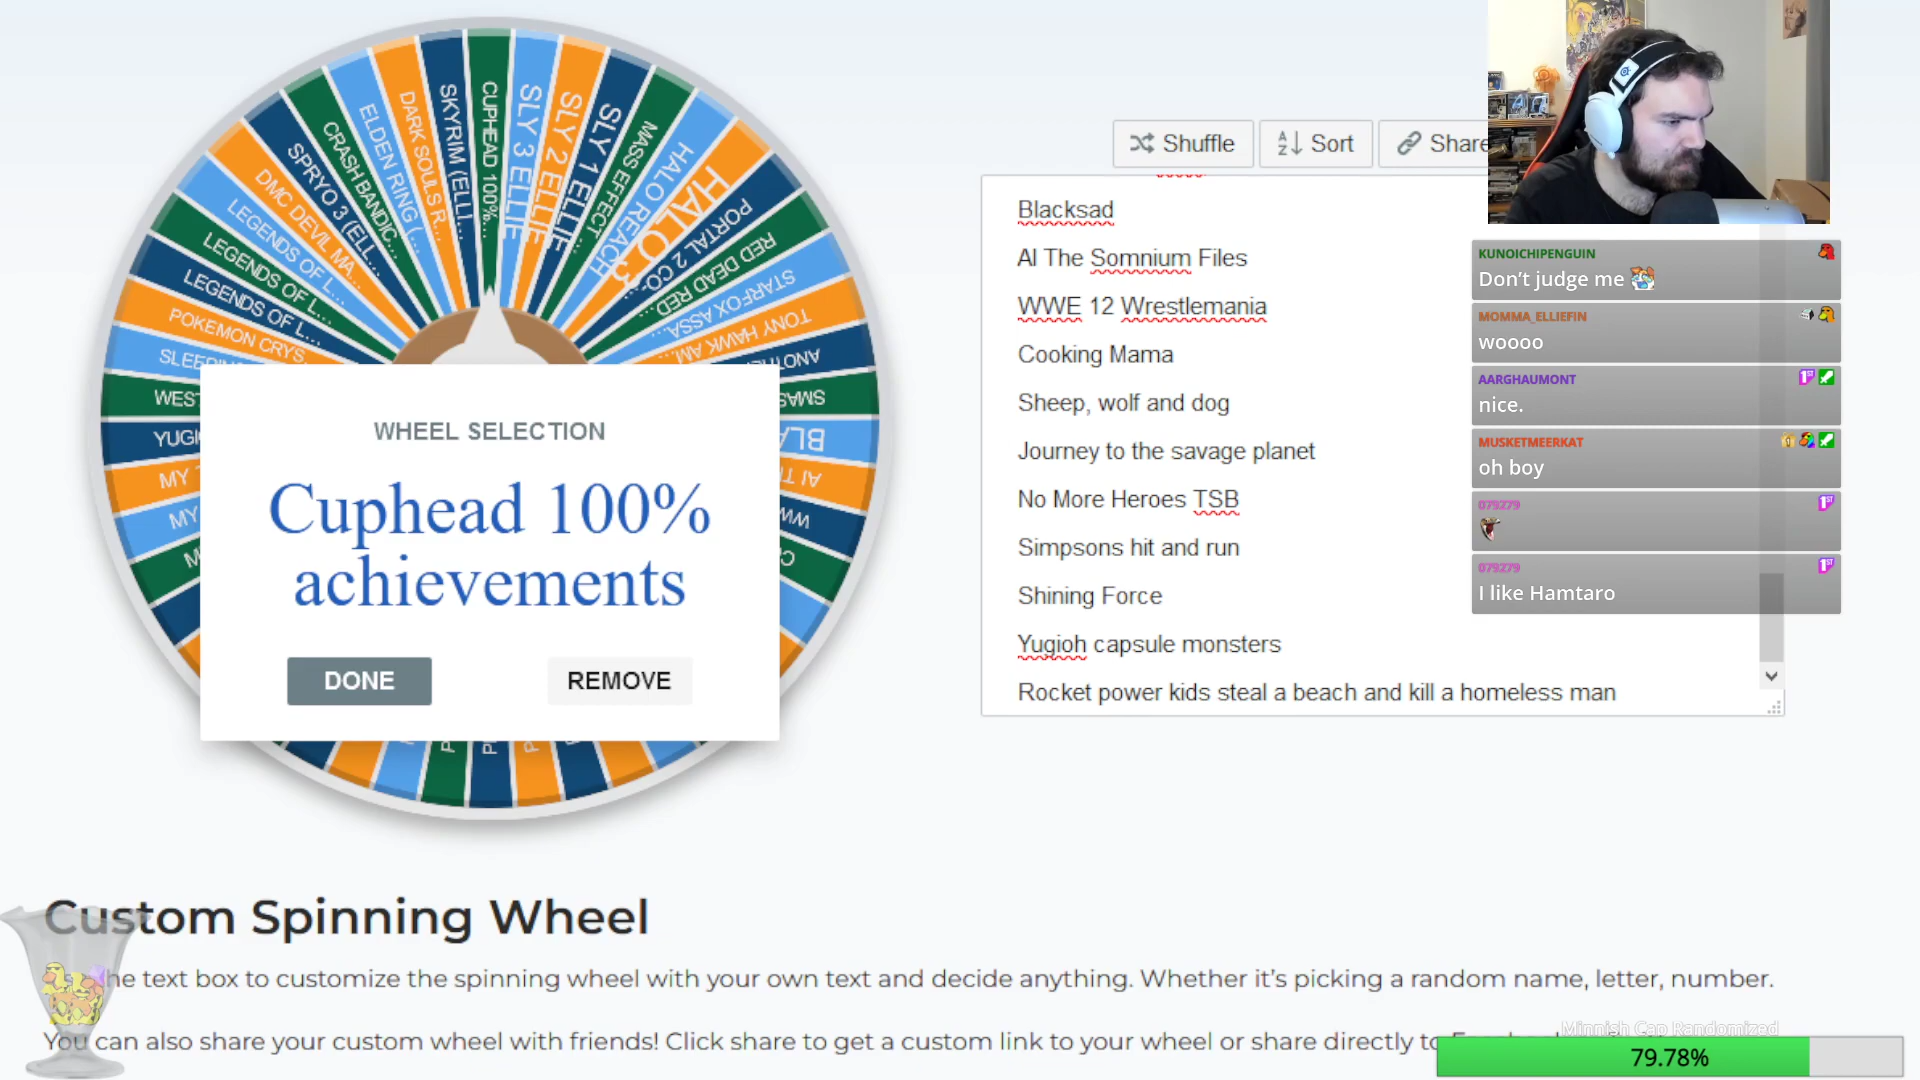 CUPHEAD 100%...
SLY 3 ELLIE
SLY 2 ELLIE
SLY 1 ELLIE
MASS EFFECT ...
HALO REACH
HALO 3
PORTAL 2 CO-...
RED DEAD RED...
STARFOX ASSA...
TONY HAWK AM...
SKYRIM (ELLI...
DARK SOULS R...
ELDEN RING (...
CRASH BANDIC...
SPRYO 3 (ELL...
DMC DEVIL MA...
LEGENDS OF L...
LEGENDS OF L...
LEGENDS OF L...
POKEMON CRYS...
WHEEL SELECTION
Cuphead 100%
achievements
DONE
REMOVE
Shuffle
Sort
Share
Blacksad
AI The Somnium Files
WWE 12 Wrestlemania
Cooking Mama
Sheep, wolf and dog
Journey to the savage planet
No More Heroes TSB
Simpsons hit and run
Shining Force
Yugioh capsule monsters
Rocket power kids steal a beach and kill a homeless man
KUNOICHIPENGUIN
Don't judge me
MOMMA_ELLIEFIN
woooo
AARGHAUMONT
nice.
MUSKETMEERKAT
oh boy
079279
079279
I like Hamtaro
Custom Spinning Wheel
he text box to customize the spinning wheel with your own text and decide anything. Whether it's picking a random name, letter, number.
You can also share your custom wheel with friends! Click share to get a custom link to your wheel or share directly to
Minnish Cap Randomized
79.78%